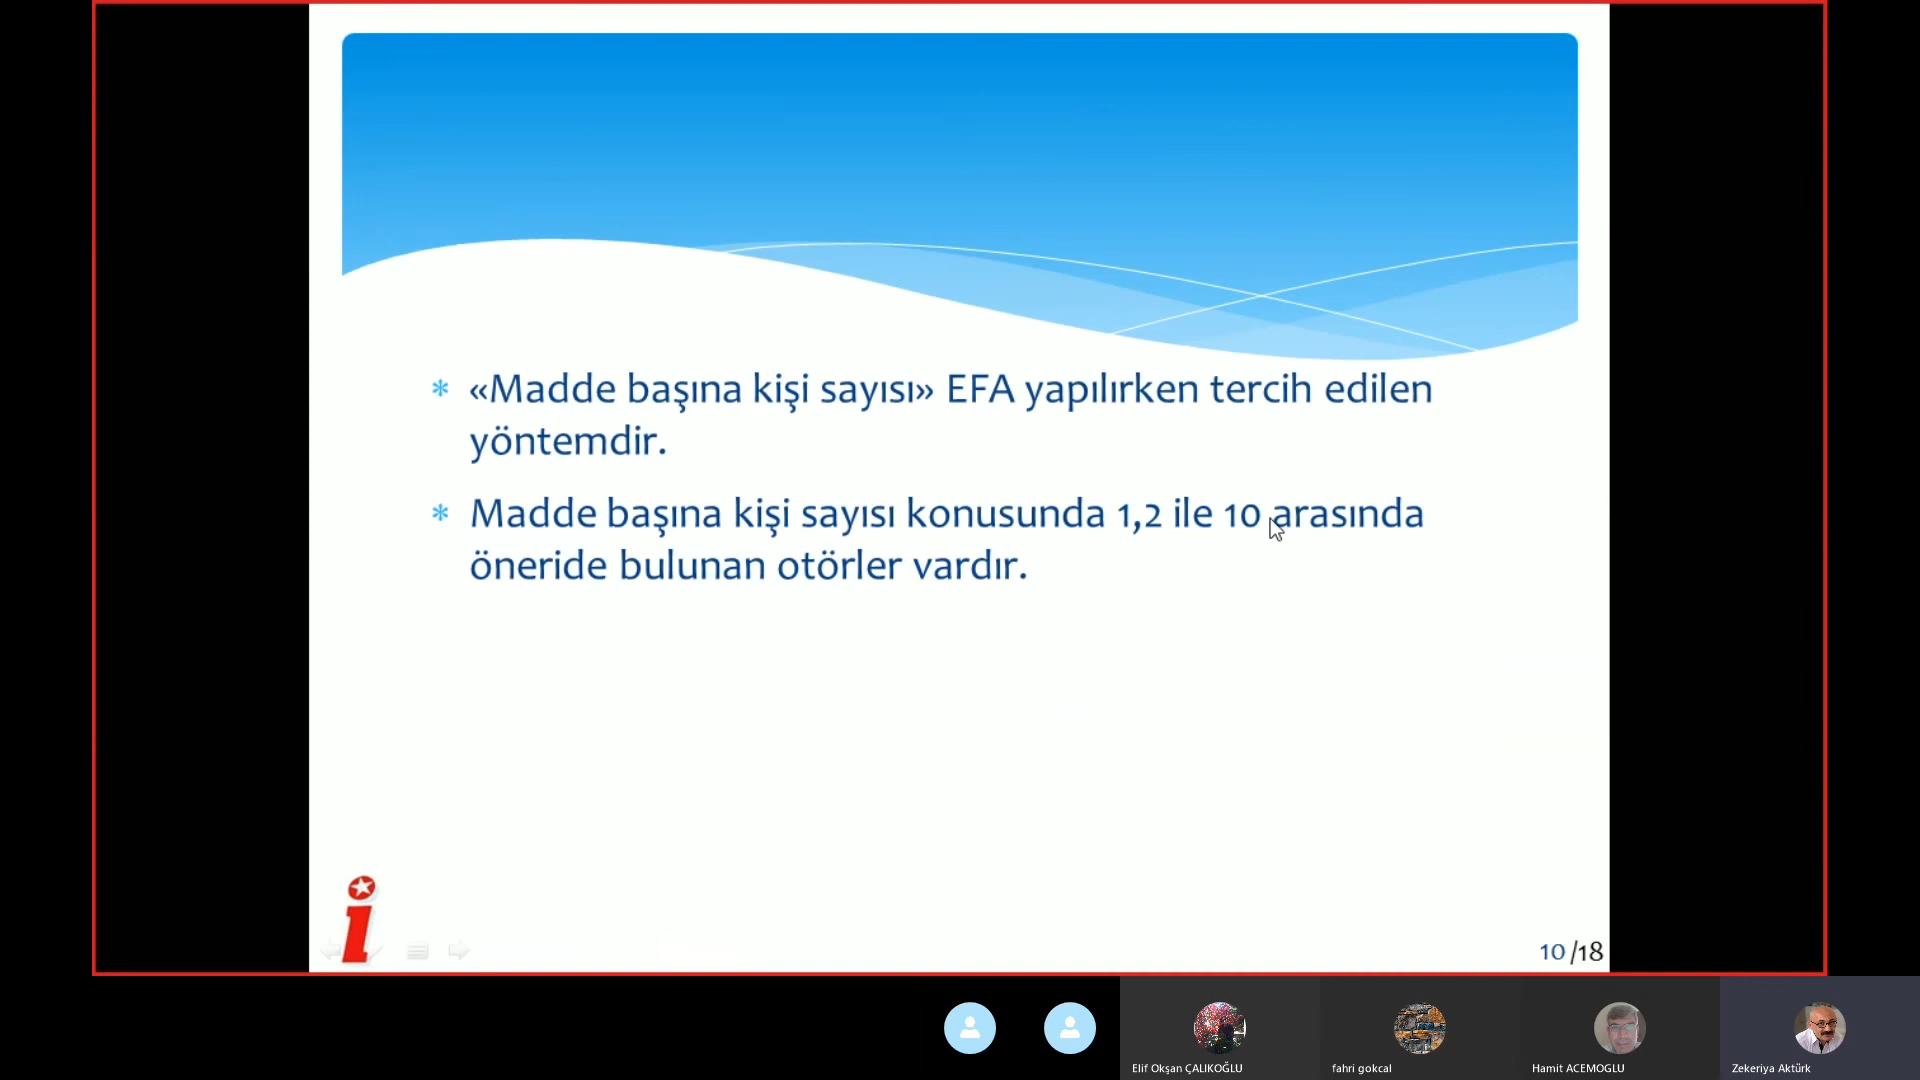 «Madde başına kişi sayısı» EFA yapılırken tercih edilen
yöntemdir.
Madde başına kişi sayısı konusunda 1,2 ile 10 arasında
öneride bulunan otörler vardır.
i
10 /18
Elif Okşan ÇALIKOĞLU
fahri gokcal
Hamit ACEMOGLU
Zekeriya Aktürk